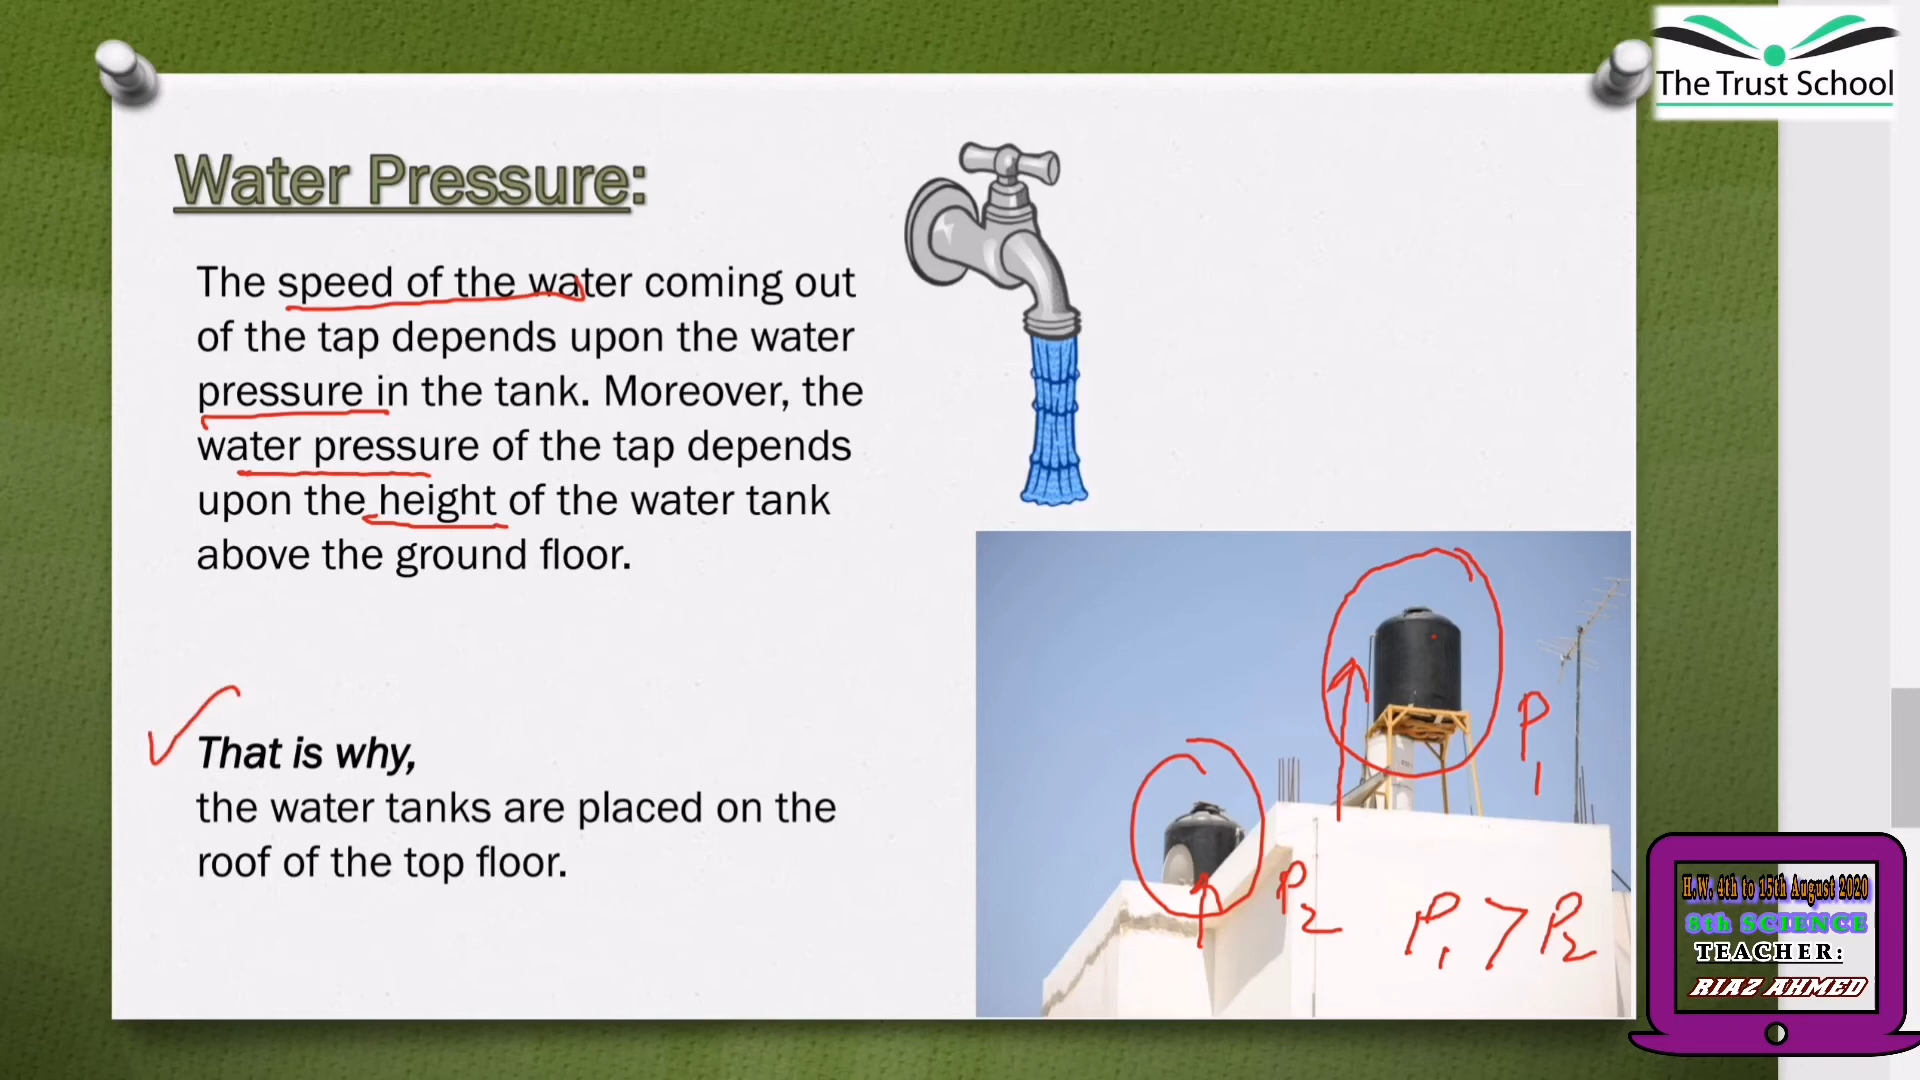 The Trust School
Water Pressure:
The speed of the water coming out
of the tap depends upon the water
pressure in the tank. Moreover, the
water pressure of the tap depends
upon the height of the water tank
above the ground floor.
That is why,
the water tanks are placed on the
roof of the top floor.
P1
P2
P1 > P2
H.W. 4th to 15th August 2020
8th SCIENCE
TEACHER:
RIAZ AHMED